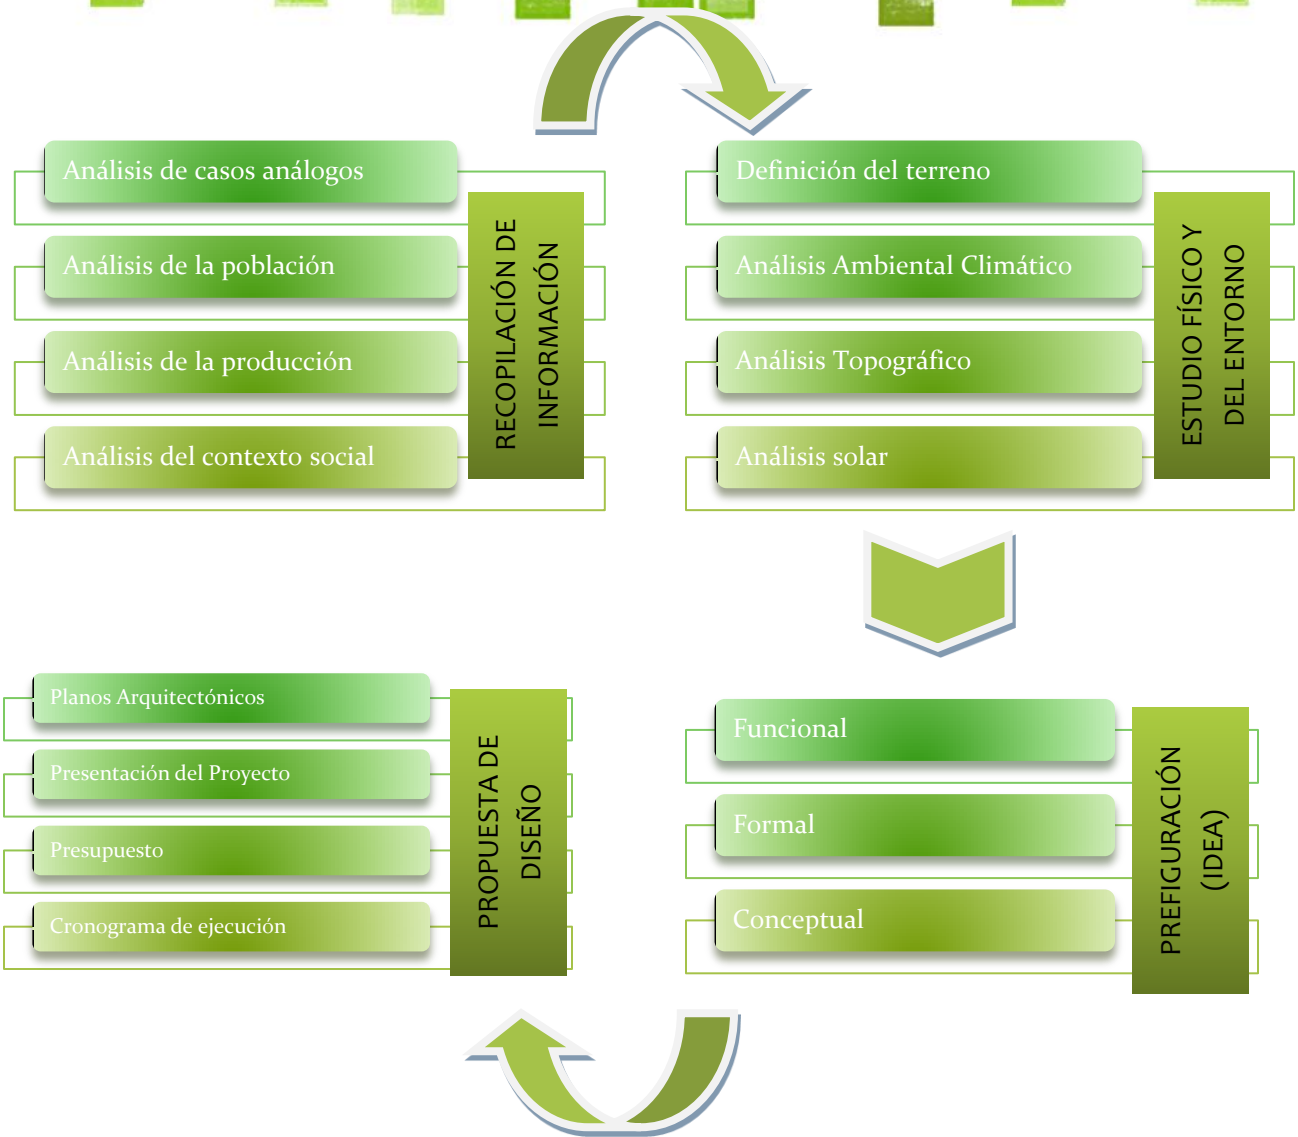 Análisis de casos análogos
Análisis de la población
Análisis de la producción
Análisis del contexto social
RECOPILACIÓN DE
INFORMACIÓN
Definición del terreno
Análisis Ambiental Climático
Análisis Topográfico
Análisis solar
ESTUDIO FÍSICO Y
DEL ENTORNO
Planos Arquitectónicos
Presentación del Proyecto
Presupuesto
Cronograma de ejecución
PROPUESTA DE
DISEÑO
Funcional
Formal
Conceptual
PREFIGURACIÓN
(IDEA)